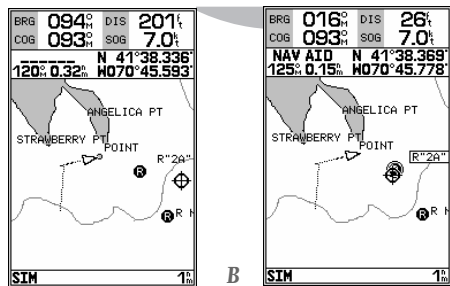 BRG 094°M DIS 201ft
COG 093°M SOG 7.0kt
_______ N 41°38.336'
120°M 0.32nm W070°45.593'
ANGELICA PT
STRAWBERRY PT
POINT
R"2A"
R
R N
SIM 1nm
B
BRG 016°M DIS 26ft
COG 093°M SOG 7.0kt
NAV AID N 41°38.369'
125°M 0.15nm W070°45.778'
ANGELICA PT
STRAWBERRY PT
POINT
R"2A"
R
R N
SIM 1nm